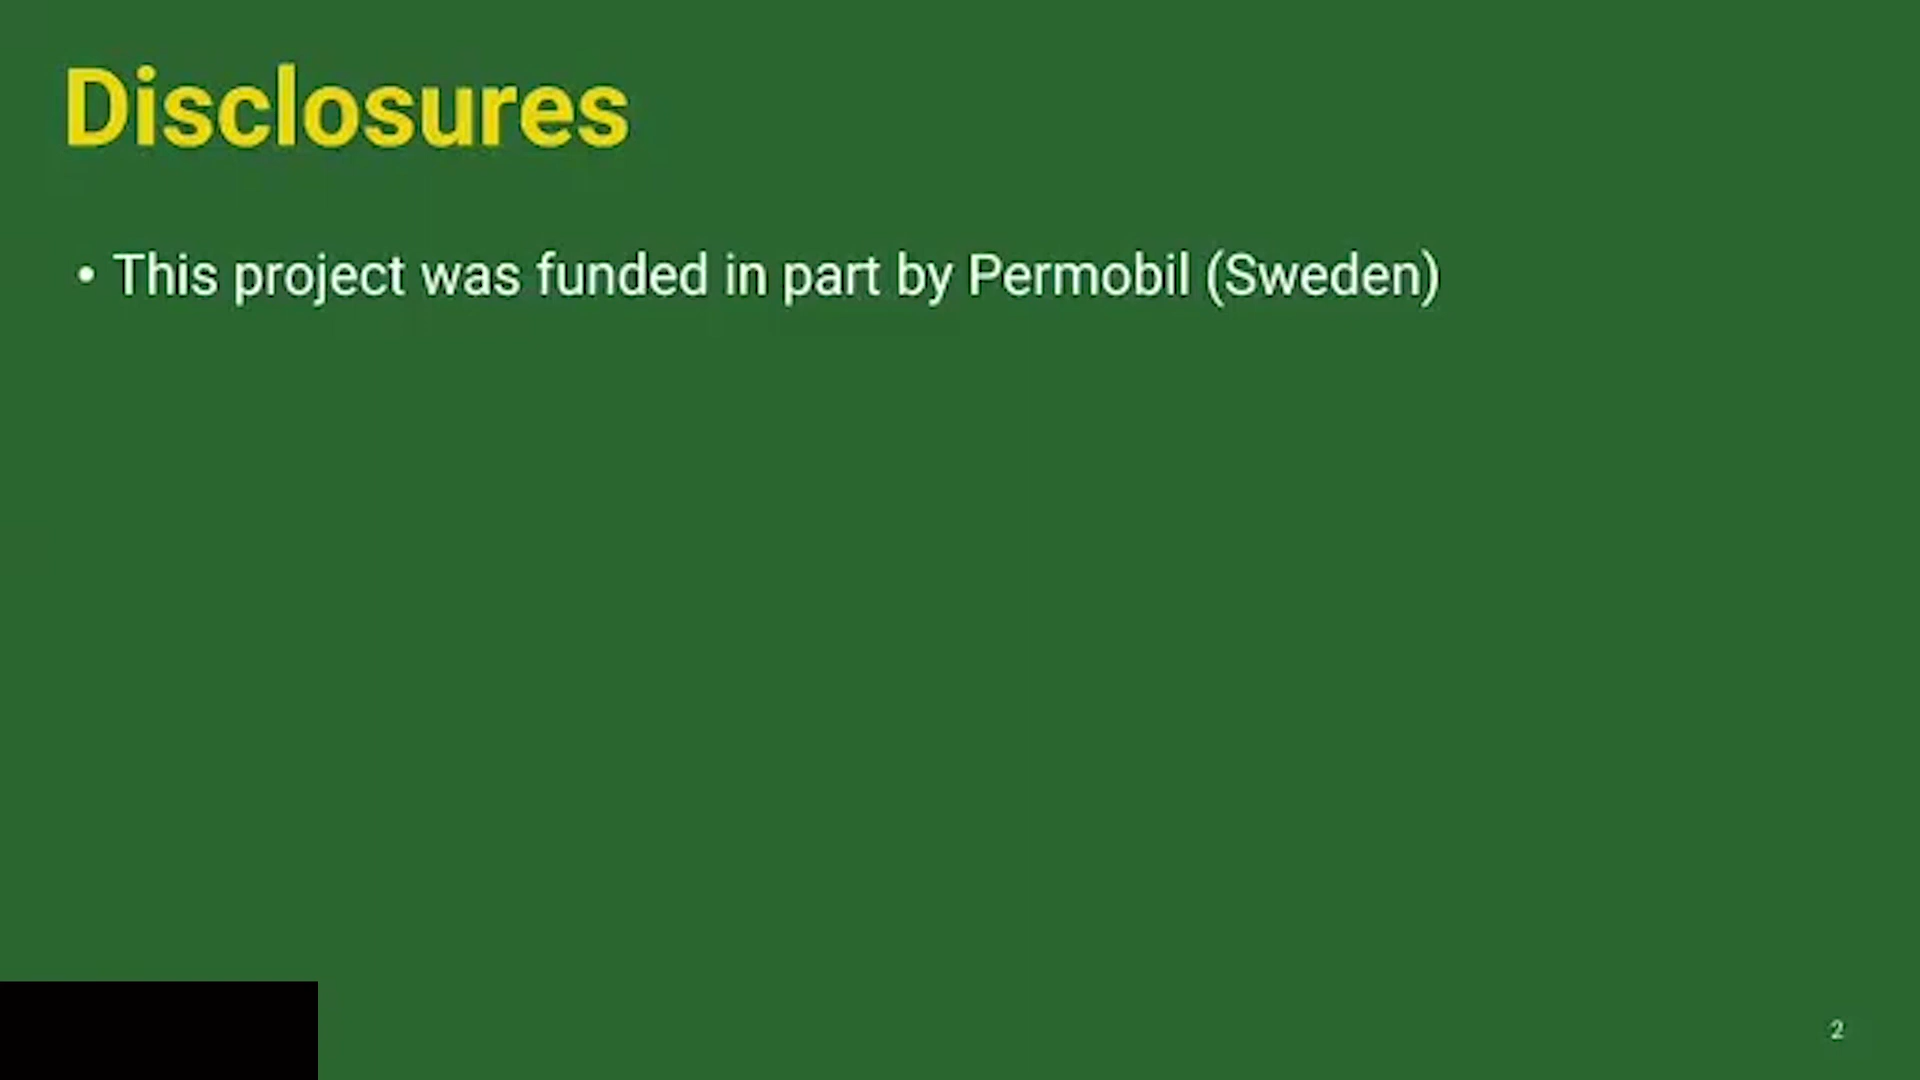 Disclosures
• This project was funded in part by Permobil (Sweden)
2